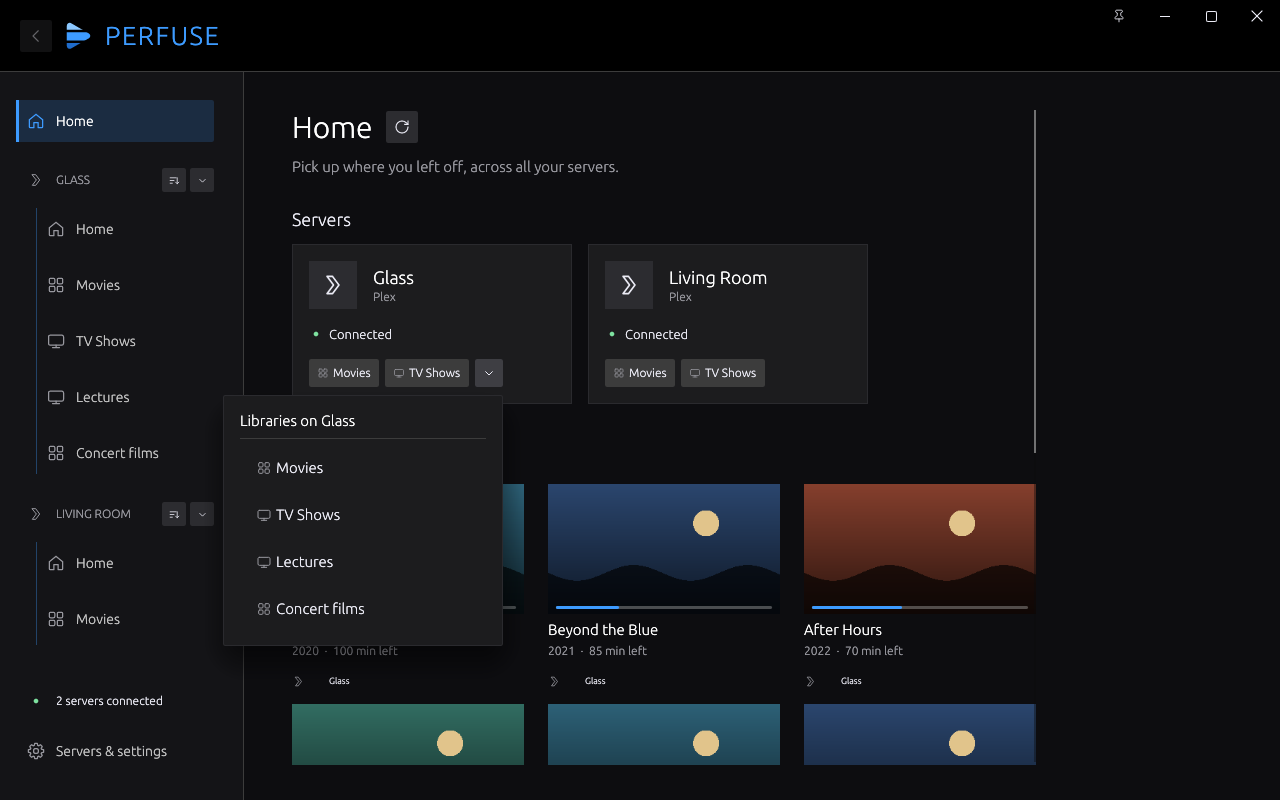 PERFUSE
Home
GLASS
Home
Movies
TV Shows
Lectures
Concert films
LIVING ROOM
Home
Movies
2 servers connected
Servers & settings
Home
Pick up where you left off, across all your servers.
Servers
Glass
Plex
Connected
Movies
TV Shows
Living Room
Plex
Connected
Movies
TV Shows
Libraries on Glass
Movies
TV Shows
Lectures
Concert films
2020 · 100 min left
Glass
Beyond the Blue
2021 · 85 min left
Glass
After Hours
2022 · 70 min left
Glass